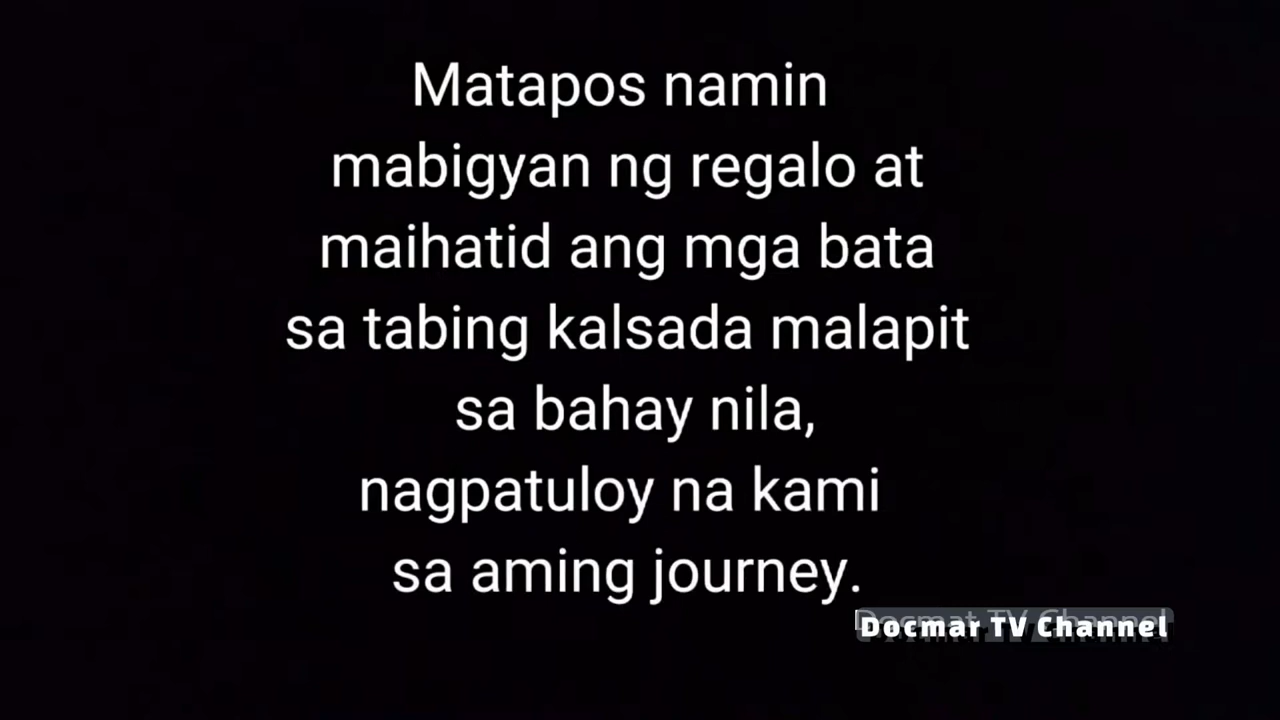 Matapos namin
mabigyan ng regalo at
maihatid ang mga bata
sa tabing kalsada malapit
sa bahay nila,
nagpatuloy na kami
sa aming journey.
Docmar TV Channel